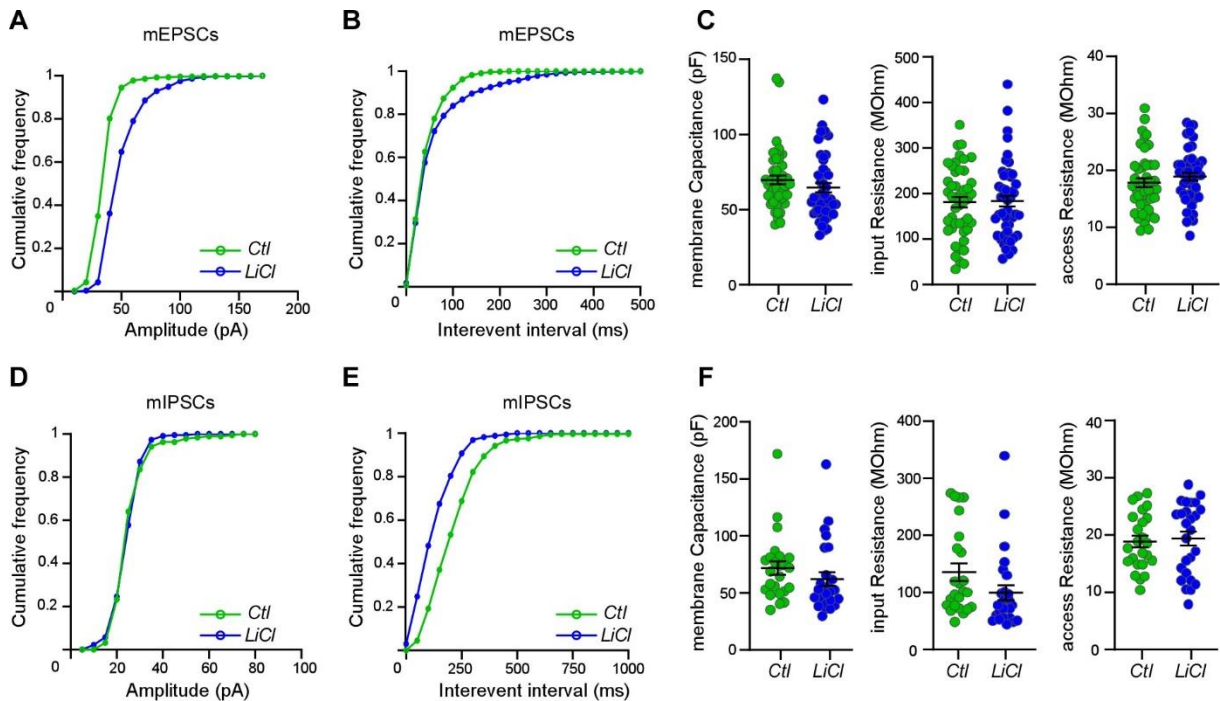 A
mEPSCs
Cumulative frequency
1
0.8
0.6
0.4
0.2
0
50
100
150
200
Ctl
LiCl
Amplitude (pA)
B
mEPSCs
Cumulative frequency
1
0.8
0.6
0.4
0.2
0
100
200
300
400
500
Ctl
LiCl
Interevent interval (ms)
C
membrane Capacitance (pF)
150
100
50
0
Ctl LiCl
input Resistance (MOhm)
500
400
300
200
100
0
Ctl LiCl
access Resistance (MOhm)
40
30
20
10
0
Ctl LiCl
D
mIPSCs
Cumulative frequency
1
0.8
0.6
0.4
0.2
0
20
40
60
80
100
Ctl
LiCl
Amplitude (pA)
E
mIPSCs
Cumulative frequency
1
0.8
0.6
0.4
0.2
0
250
500
750
1000
Ctl
LiCl
Interevent interval (ms)
F
membrane Capacitance (pF)
200
150
100
50
0
Ctl LiCl
input Resistance (MOhm)
400
300
200
100
0
Ctl LiCl
access Resistance (MOhm)
40
30
20
10
0
Ctl LiCl